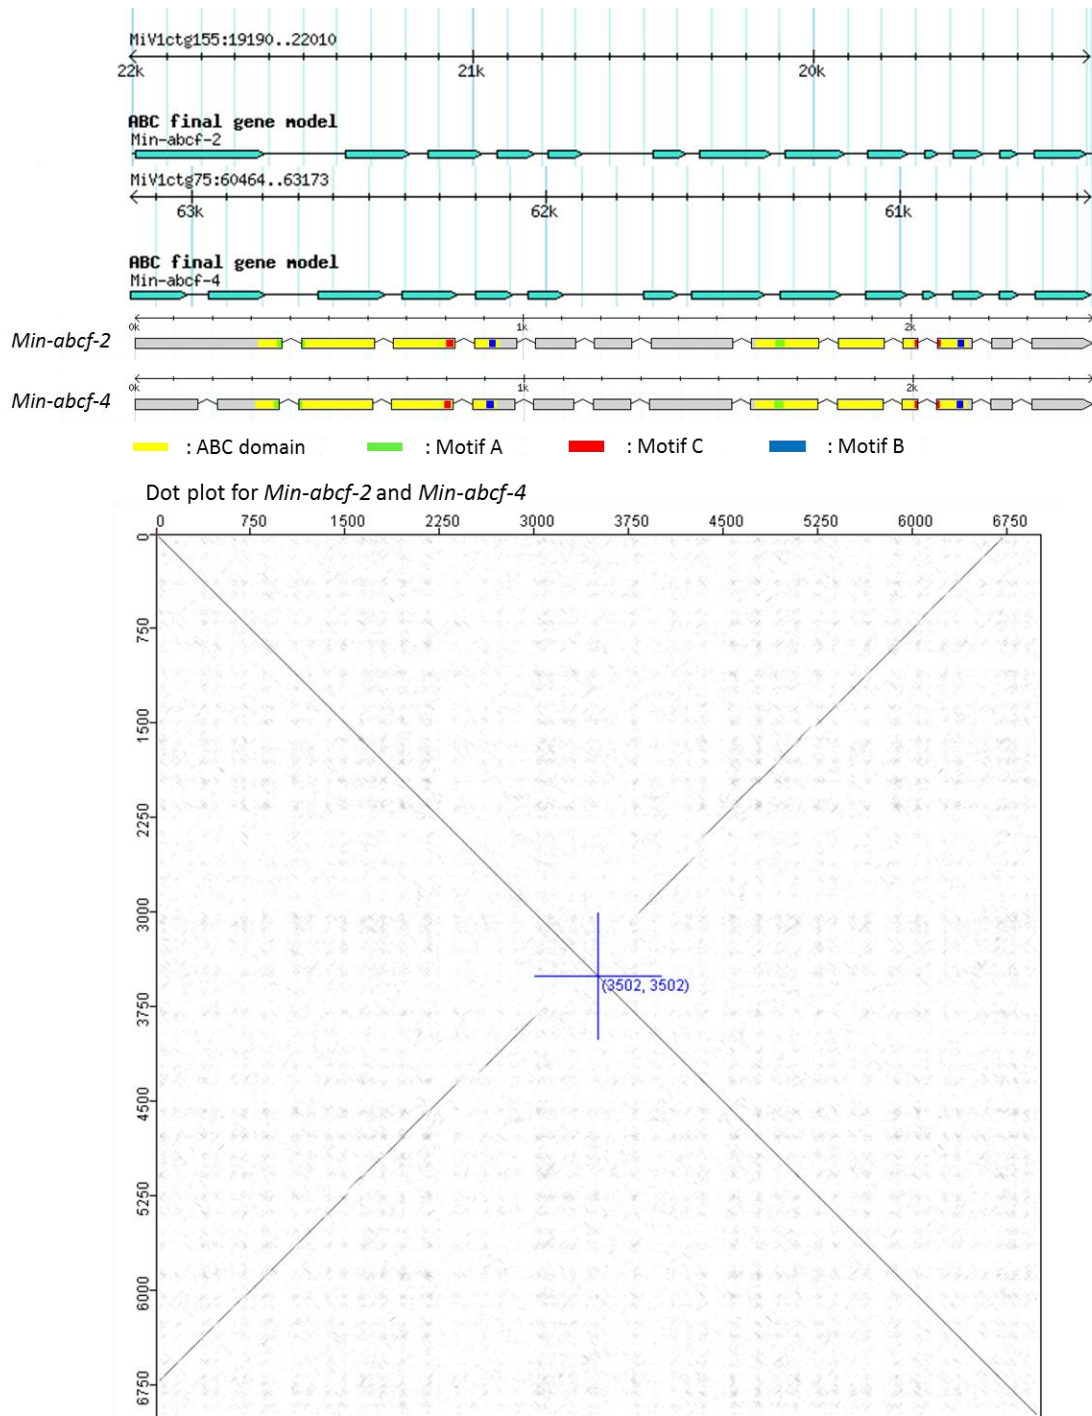 MiV1ctg155:19190..22010
22k 21k 20k
ABC final gene model
Min-abcf-2
MiV1ctg75:60464..63173
63k 62k 61k
ABC final gene model
Min-abcf-4
0k 1k 2k
Min-abcf-2
0k 1k 2k
Min-abcf-4
: ABC domain : Motif A : Motif C : Motif B
Dot plot for Min-abcf-2 and Min-abcf-4
0 750 1500 2250 3000 3750 4500 5250 6000 6750
0
750
1500
2250
3000
(3502, 3502)
3750
4500
5250
6000
6750